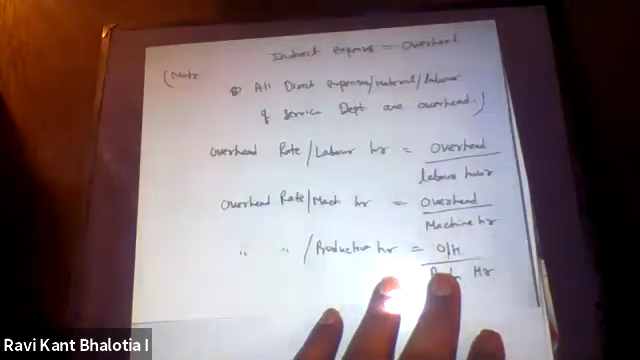 Indirect expenses = Overhead
(Note
All Direct expenses/Material/labour
of Service Dept are overhead.)
Overhead Rate/Labour hr = Overhead
labour hour
Overhead Rate/Mach hr = Overhead
Machine hr
" " /Production hr = O/H
Hr
Ravi Kant Bhalotia I